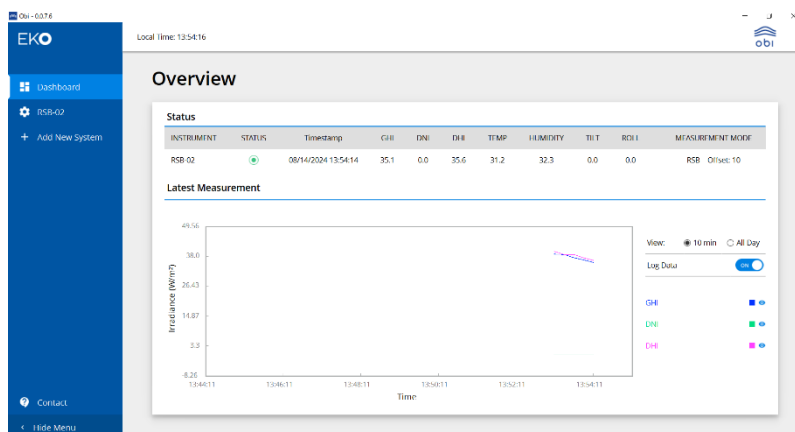 Obi - 0.0.7.6
EKO
Local Time: 13:54:16
obi
Dashboard
RSB-02
+ Add New System
Overview
Status
INSTRUMENT STATUS Timestamp GHI DNI DHI TEMP HUMIDITY TILT ROLL MEASUREMENT MODE
RSB-02 08/14/2024 13:54:14 35.1 0.0 35.6 31.2 32.3 0.0 0.0 RSB Offset: 10
Latest Measurement
49.56
38.0
26.43
14.87
3.3
-8.26
Irradiance (W/m²)
13:44:11 13:46:11 13:48:11 13:50:11 13:52:11 13:54:11
Time
View: 10 min All Day
Log Data ON
GHI
DNI
DHI
Contact
< Hide Menu